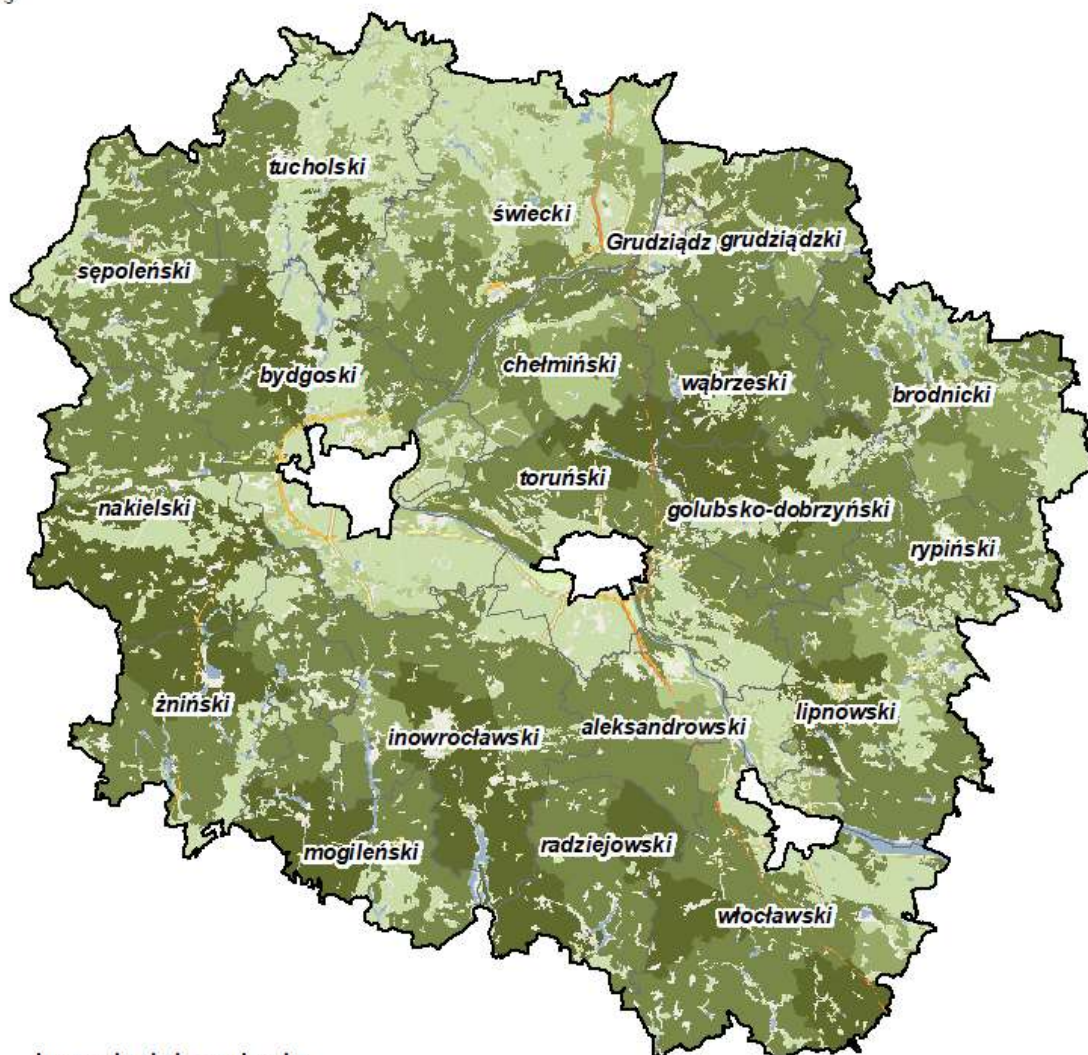 tucholski
świecki
Grudziądz grudziądzki
sępoleński
chełmiński
bydgoski
wąbrzeski
brodnicki
toruński
nakielski
golubsko-dobrzyński
rypiński
żniński
lipnowski
aleksandrowski
inowrocławski
radziejowski
mogileński
włocławski